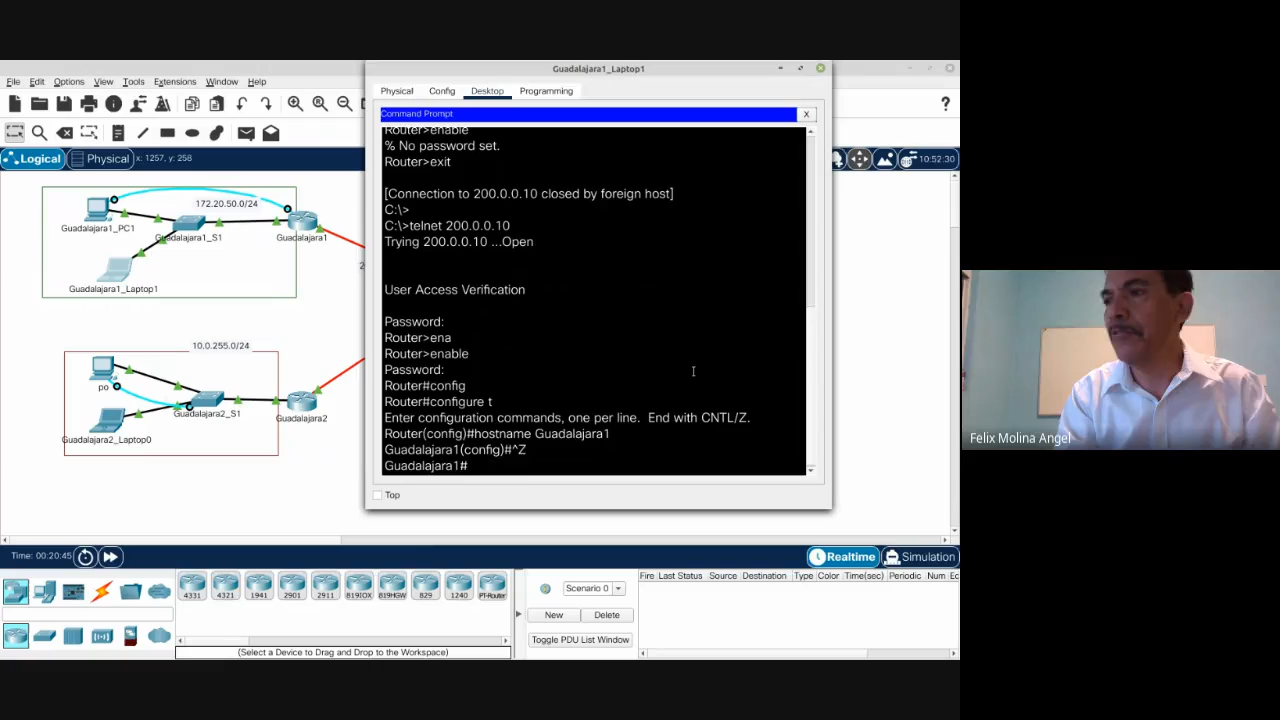 Guadalajara1_Laptop1
File Edit Options View Tools Extensions Window Help
Physical Config Desktop Programming
Command Prompt X
?
Logical Physical x: 1257, y: 258
10:52:30
Router>enable
% No password set.
Router>exit
[Connection to 200.0.0.10 closed by foreign host]
C:\>
C:\>telnet 200.0.0.10
Trying 200.0.0.10 ...Open
User Access Verification
Password:
Router>ena
Router>enable
Password:
Router#config
Router#configure t
Enter configuration commands, one per line. End with CNTL/Z.
Router(config)#hostname Guadalajara1
Guadalajara1(config)#^Z
Guadalajara1#
Top
172.20.50.0/24
Guadalajara1_PC1
Guadalajara1_S1
Guadalajara1
2
Guadalajara1_Laptop1
10.0.255.0/24
po
Guadalajara2_S1
Guadalajara2
Guadalajara2_Laptop0
Felix Molina Angel
Time: 00:20:45
Realtime Simulation
4331 4321 1941 2901 2911 819IOX 819HGW 829 1240 PT-Router
Scenario 0
New Delete
Toggle PDU List Window
Fire Last Status Source Destination Type Color Time(sec) Periodic Num
(Select a Device to Drag and Drop to the Workspace)